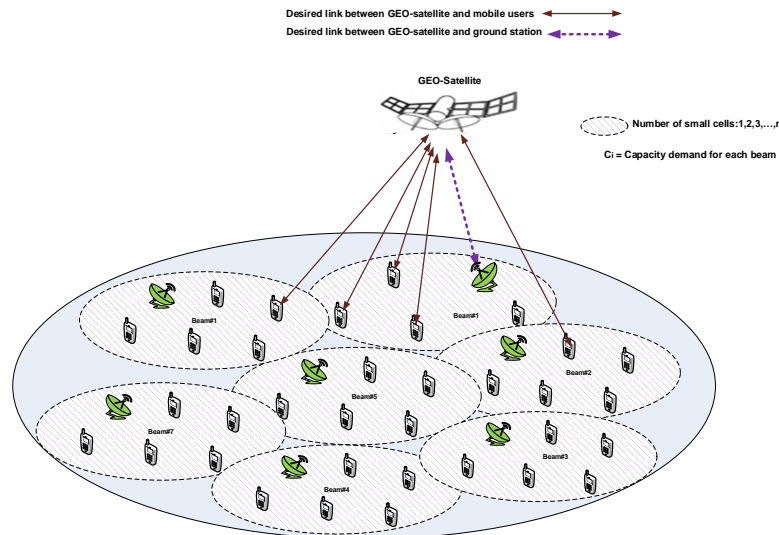 Desired link between GEO-satellite and mobile users
Desired link between GEO-satellite and ground station
GEO-Satellite
Number of small cells:1,2,3,...,n
Ci = Capacity demand for each beam
Beam#1
Beam#1
Beam#2
Beam#5
Beam#7
Beam#3
Beam#4